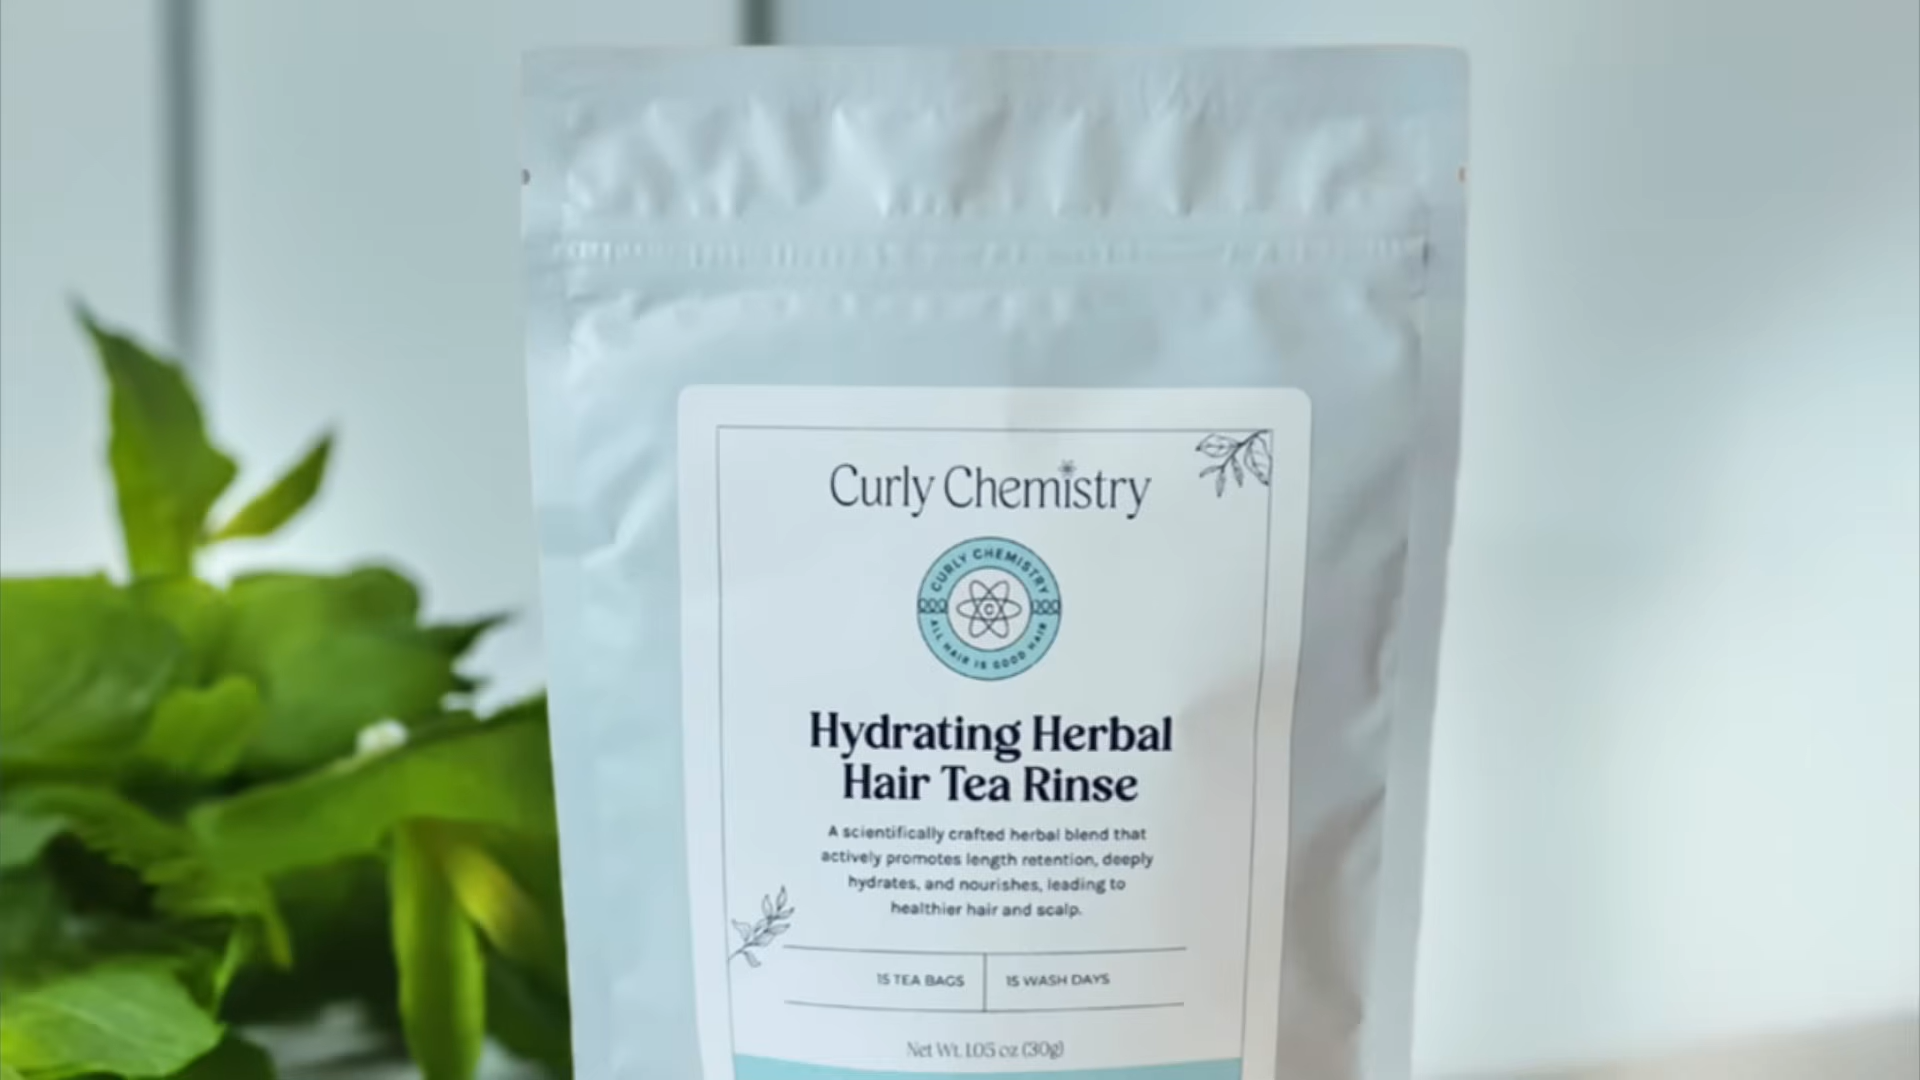 Curly Chemistry
CURLY CHEMISTRY
ALL HAIR IS GOOD HAIR
C
Hydrating Herbal
Hair Tea Rinse
A scientifically crafted herbal blend that
actively promotes length retention, deeply
hydrates, and nourishes, leading to
healthier hair and scalp.
15 TEA BAGS
15 WASH DAYS
Net Wt. 1.05 oz (30g)